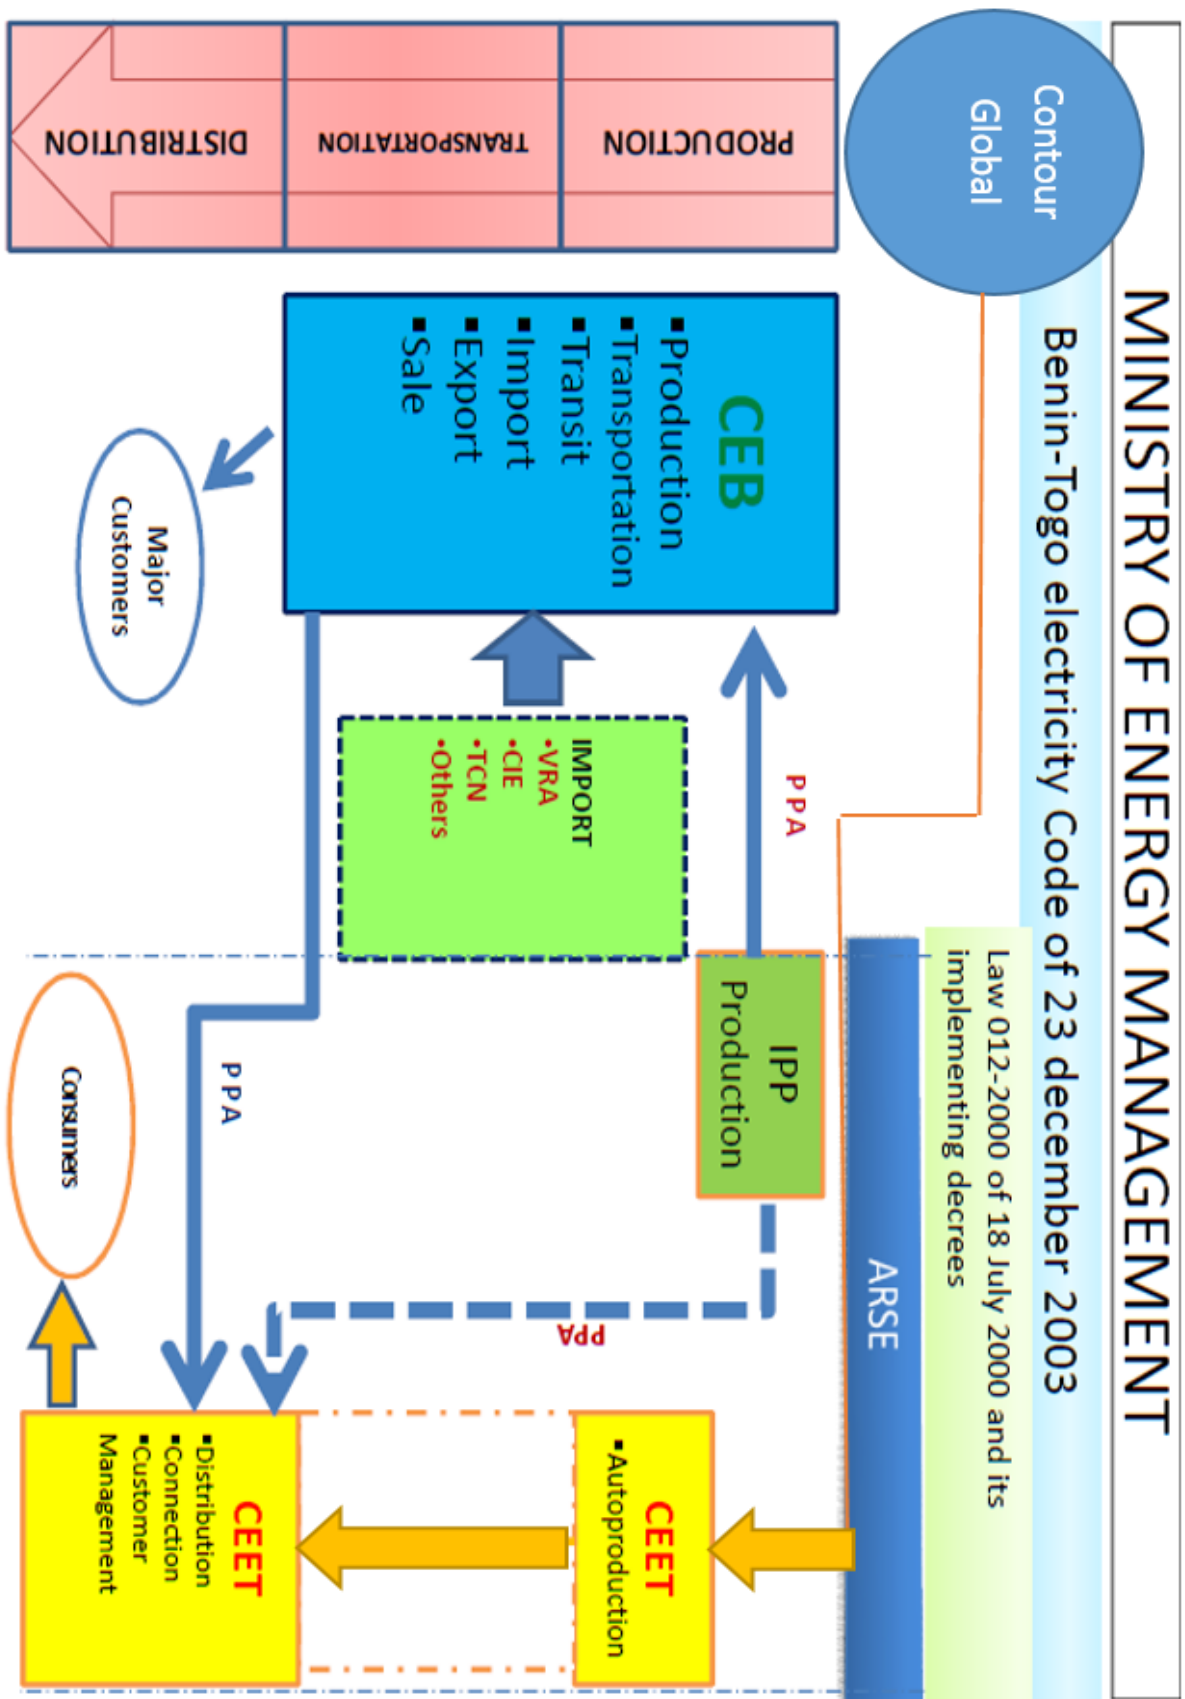 MINISTRY OF ENERGY MANAGEMENT
Contour
Global
Benin-Togo electricity Code of 23 december 2003
Law 012-2000 of 18 July 2000 and its
implementing decrees
ARSE
PRODUCTION
TRANSPORTATION
DISTRIBUTION
CEB
▪Production
▪Transportation
▪Transit
▪Import
▪Export
▪Sale
P P A
IPP
Production
IMPORT
•VRA
•CIE
•TCN
•Others
PPA
CEET
▪Autoproduction
P P A
CEET
▪Distribution
▪Connection
▪Customer
Management
Major
Customers
Consumers